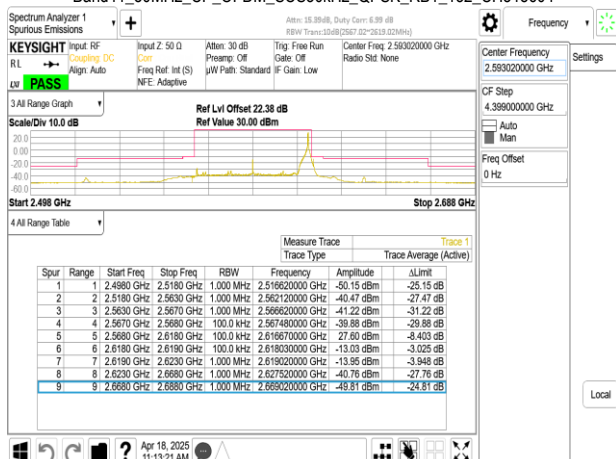 Spectrum Analyzer 1
Spurious Emissions
Attn: 15.39dB, Duty Corr: 6.99 dB
RBW Trans:10dB(2567.02~2619.02MHz)
Frequency
KEYSIGHT Input: RF
Coupling: DC
Align: Auto
RL
LXI PASS
Input Z: 50 Ω
Corr
Freq Ref: Int (S)
NFE: Adaptive
Atten: 30 dB
Preamp: Off
µW Path: Standard
Trig: Free Run
Gate: Off
IF Gain: Low
Center Freq: 2.593020000 GHz
Radio Std: None
Center Frequency
2.593020000 GHz
Settings
CF Step
4.399000000 GHz
Auto
Man
Freq Offset
0 Hz
Local
3 All Range Graph
Scale/Div 10.0 dB
Ref Lvl Offset 22.38 dB
Ref Value 30.00 dBm
20.0
0.00
-20.0
-40.0
-60.0
Start 2.498 GHz
Stop 2.688 GHz
4 All Range Table
Measure Trace Trace 1
Trace Type Trace Average (Active)
Spur Range Start Freq Stop Freq RBW Frequency Amplitude ΔLimit
1 1 2.4980 GHz 2.5180 GHz 1.000 MHz 2.516620000 GHz -50.15 dBm -25.15 dB
2 2 2.5180 GHz 2.5630 GHz 1.000 MHz 2.562120000 GHz -40.47 dBm -27.47 dB
3 3 2.5630 GHz 2.5670 GHz 1.000 MHz 2.566620000 GHz -41.22 dBm -31.22 dB
4 4 2.5670 GHz 2.5680 GHz 100.0 kHz 2.567480000 GHz -39.88 dBm -29.88 dB
5 5 2.5680 GHz 2.6180 GHz 100.0 kHz 2.616670000 GHz 27.60 dBm -8.403 dB
6 6 2.6180 GHz 2.6190 GHz 100.0 kHz 2.618030000 GHz -13.03 dBm -3.025 dB
7 7 2.6190 GHz 2.6230 GHz 1.000 MHz 2.619020000 GHz -13.95 dBm -3.948 dB
8 8 2.6230 GHz 2.6680 GHz 1.000 MHz 2.627520000 GHz -40.76 dBm -27.76 dB
9 9 2.6680 GHz 2.6880 GHz 1.000 MHz 2.669020000 GHz -49.81 dBm -24.81 dB
Apr 18, 2025
11:13:21 AM